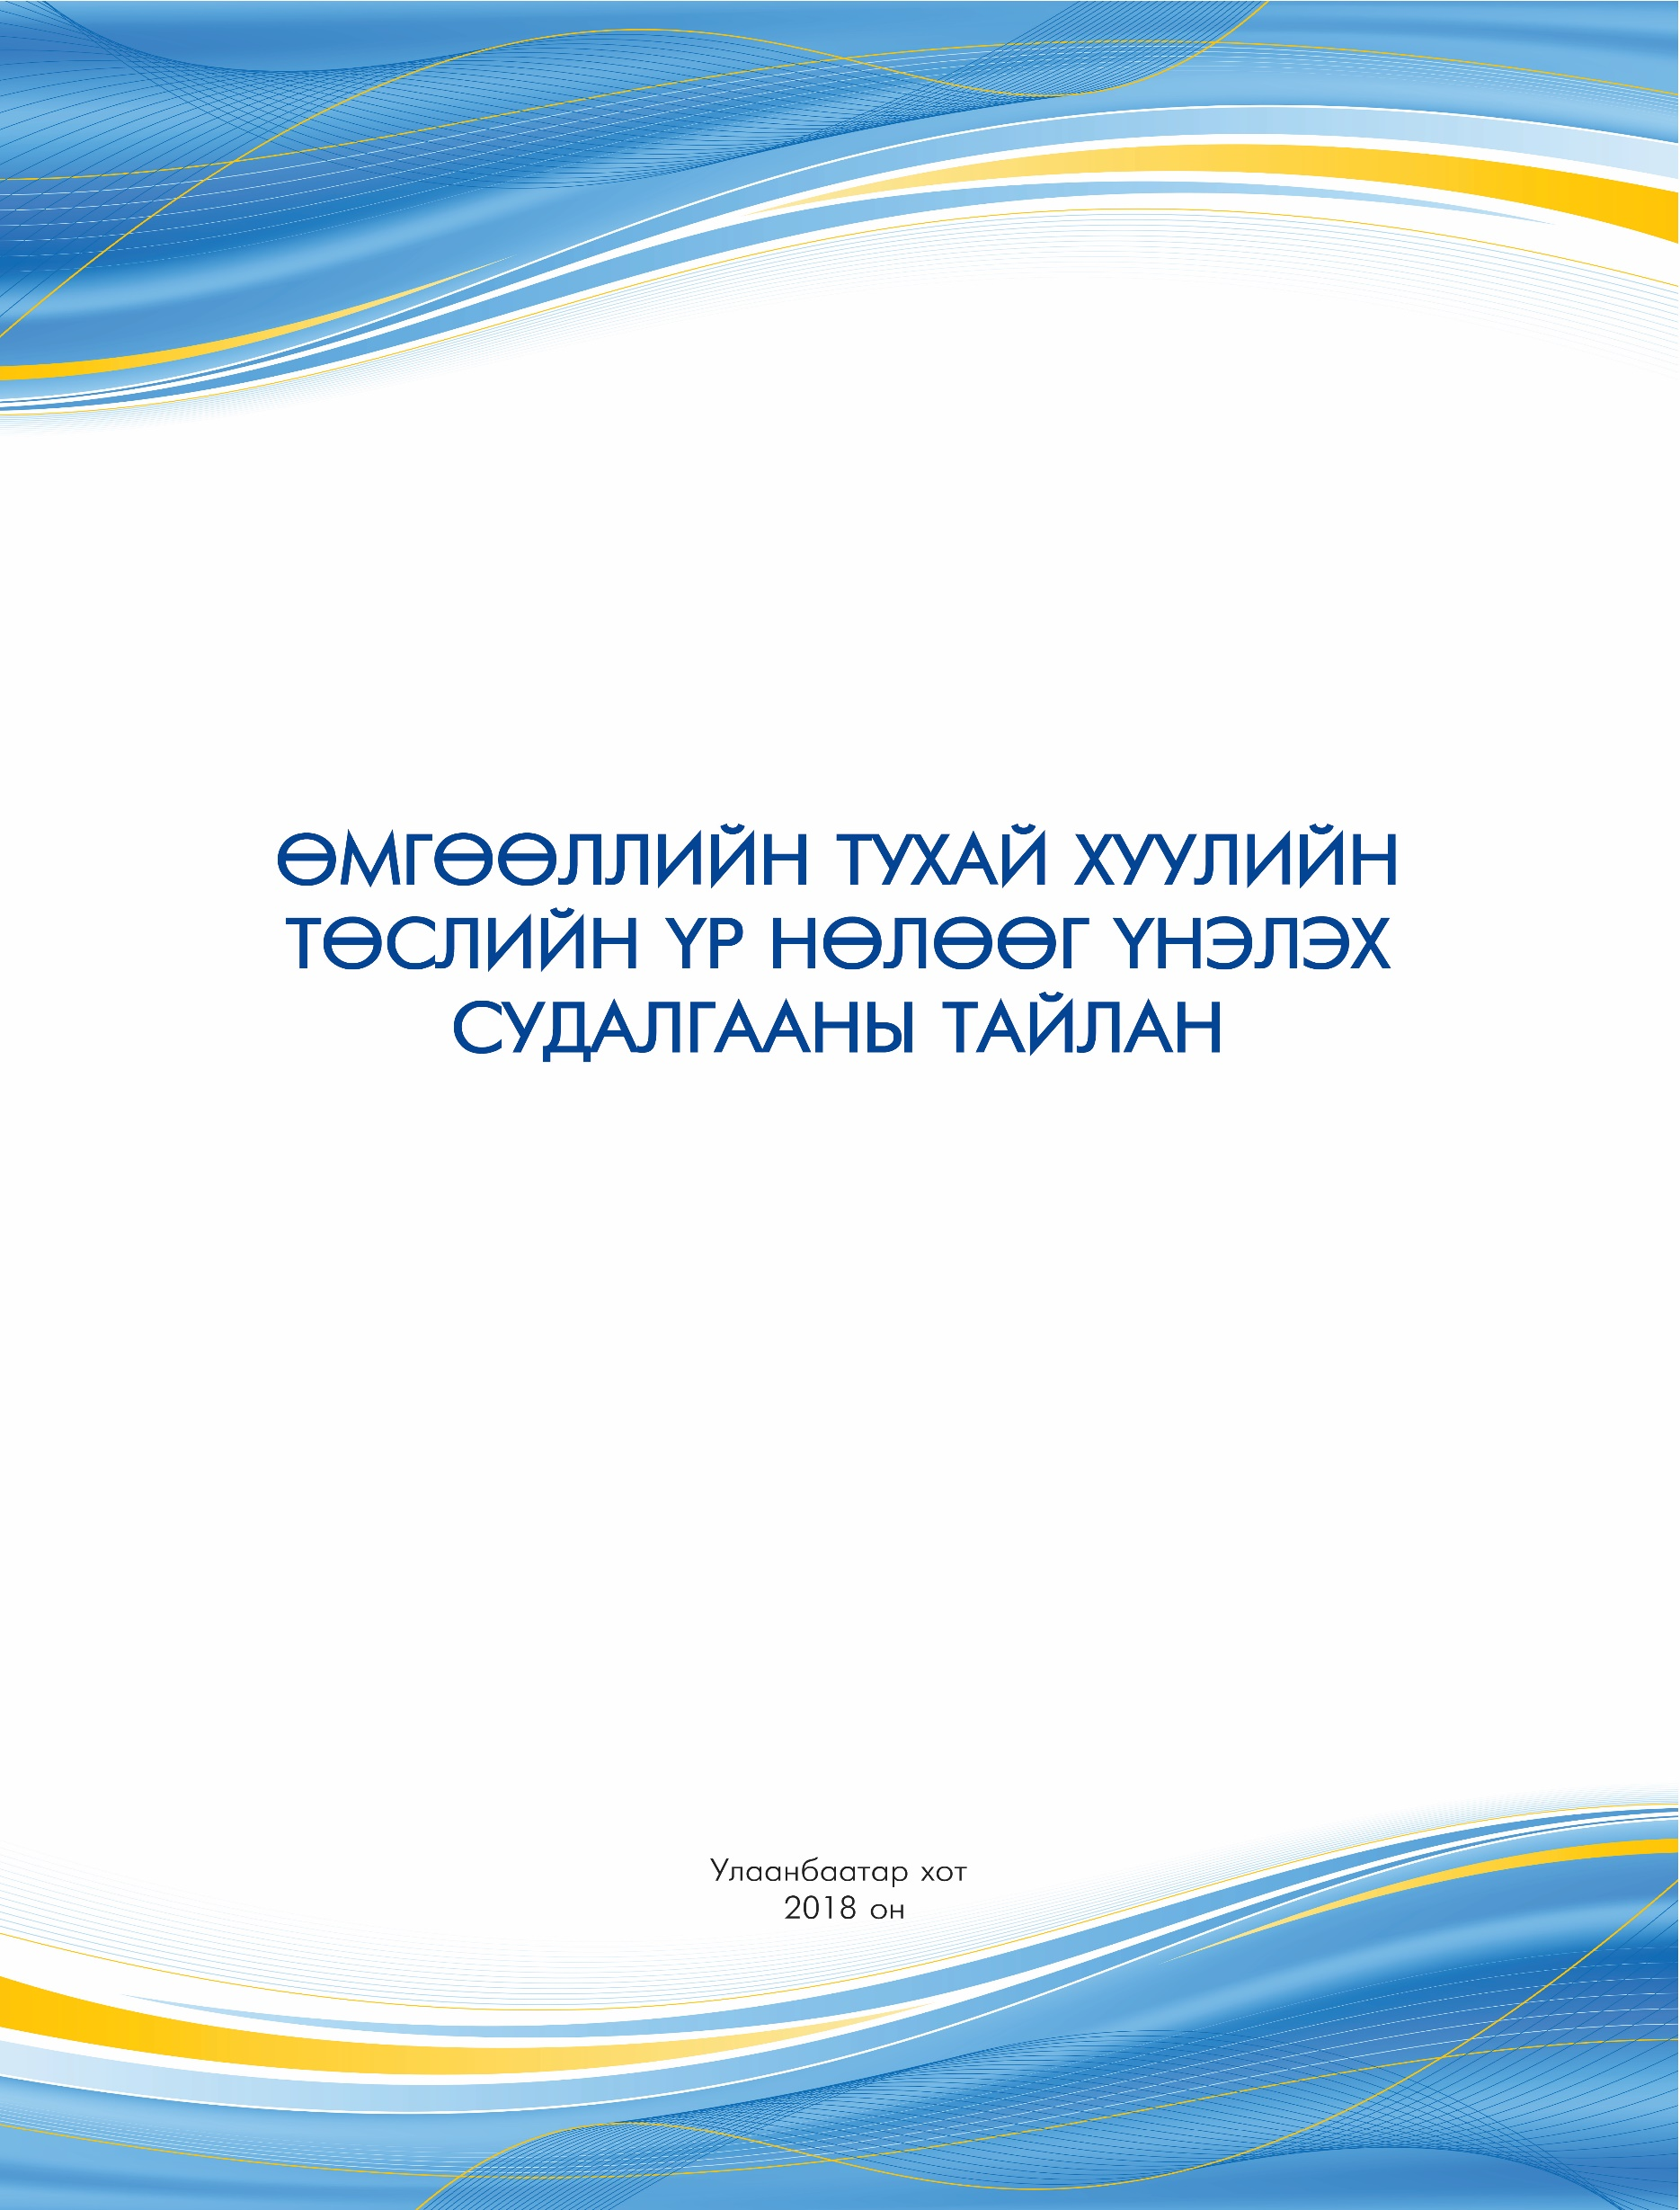 ӨМГӨӨЛЛИЙН ТУХАЙ ХУУЛИЙН
ТӨСЛИЙН ҮР НӨЛӨӨГ ҮНЭЛЭХ
СУДАЛГААНЫ ТАЙЛАН
Улаанбаатар хот
2018 он